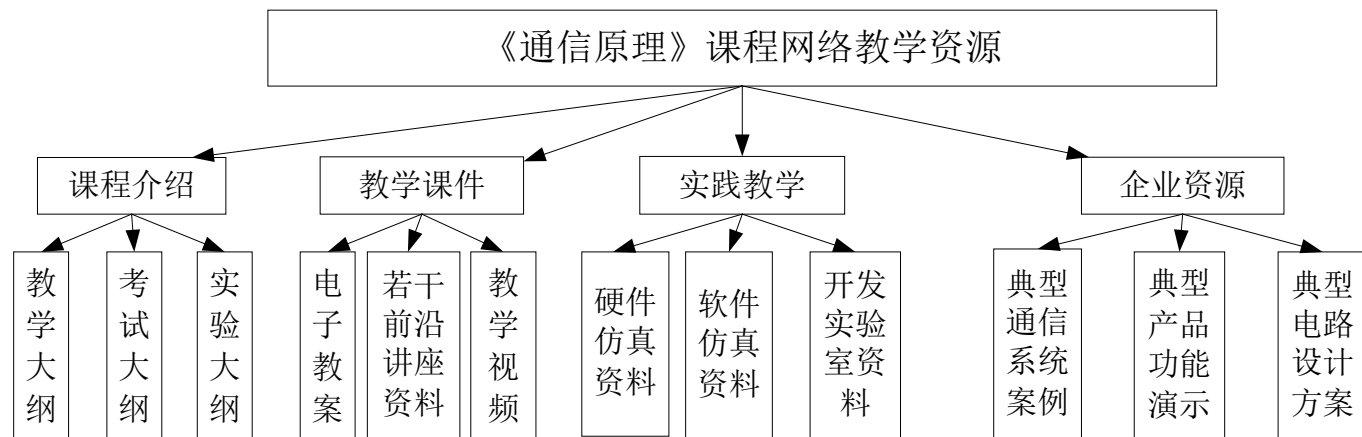 《通信原理》课程网络教学资源
课程介绍
教学课件
实践教学
企业资源
教学大纲
考试大纲
实验大纲
电子教案
若干
前沿
讲座
资料
教学视频
硬件
仿真
资料
软件
仿真
资料
开发
实验
室资
料
典型
通信
系统
案例
典型
产品
功能
演示
典型
电路
设计
方案